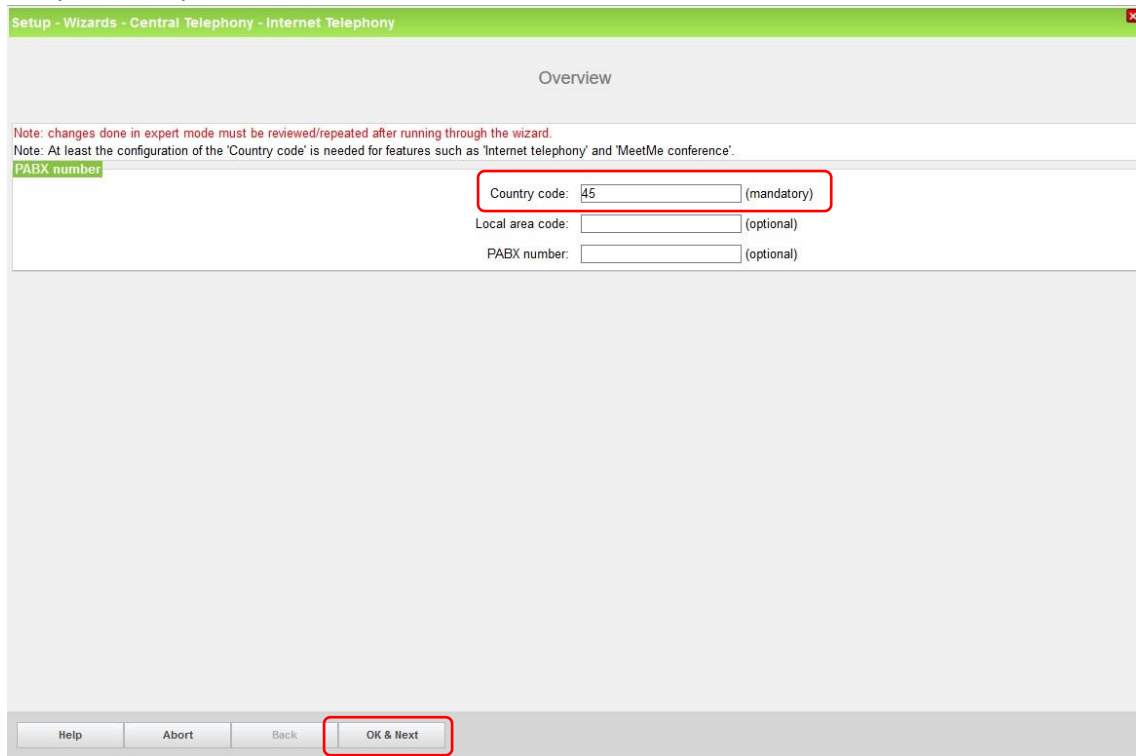 Setup - Wizards - Central Telephony - Internet Telephony
Overview
Note: changes done in expert mode must be reviewed/repeated after running through the wizard.
Note: At least the configuration of the 'Country code' is needed for features such as 'Internet telephony' and 'MeetMe conference'.
PABX number
Country code: 45 (mandatory)
Local area code: (optional)
PABX number: (optional)
Help Abort Back OK & Next